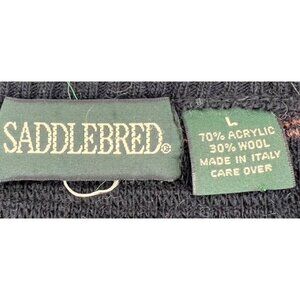 SADDLEBRED®
L
70% ACRYLIC
30% WOOL
MADE IN ITALY
CARE OVER